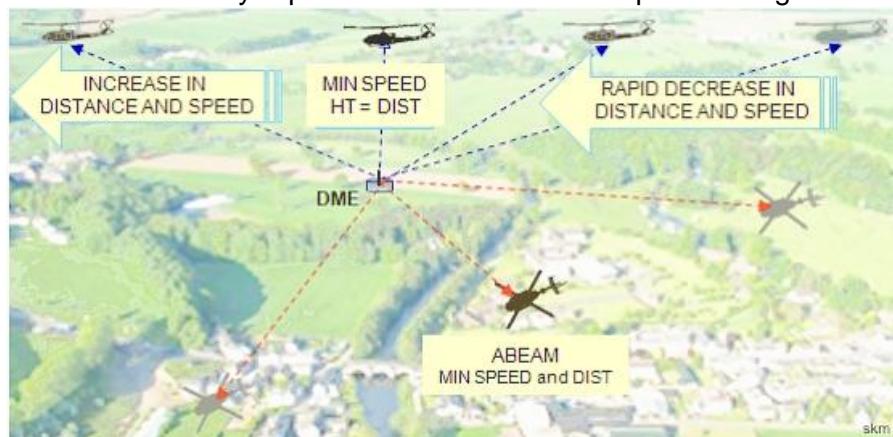 INCREASE IN
DISTANCE AND SPEED
MIN SPEED
HT = DIST
RAPID DECREASE IN
DISTANCE AND SPEED
DME
ABEAM
MIN SPEED and DIST
skm